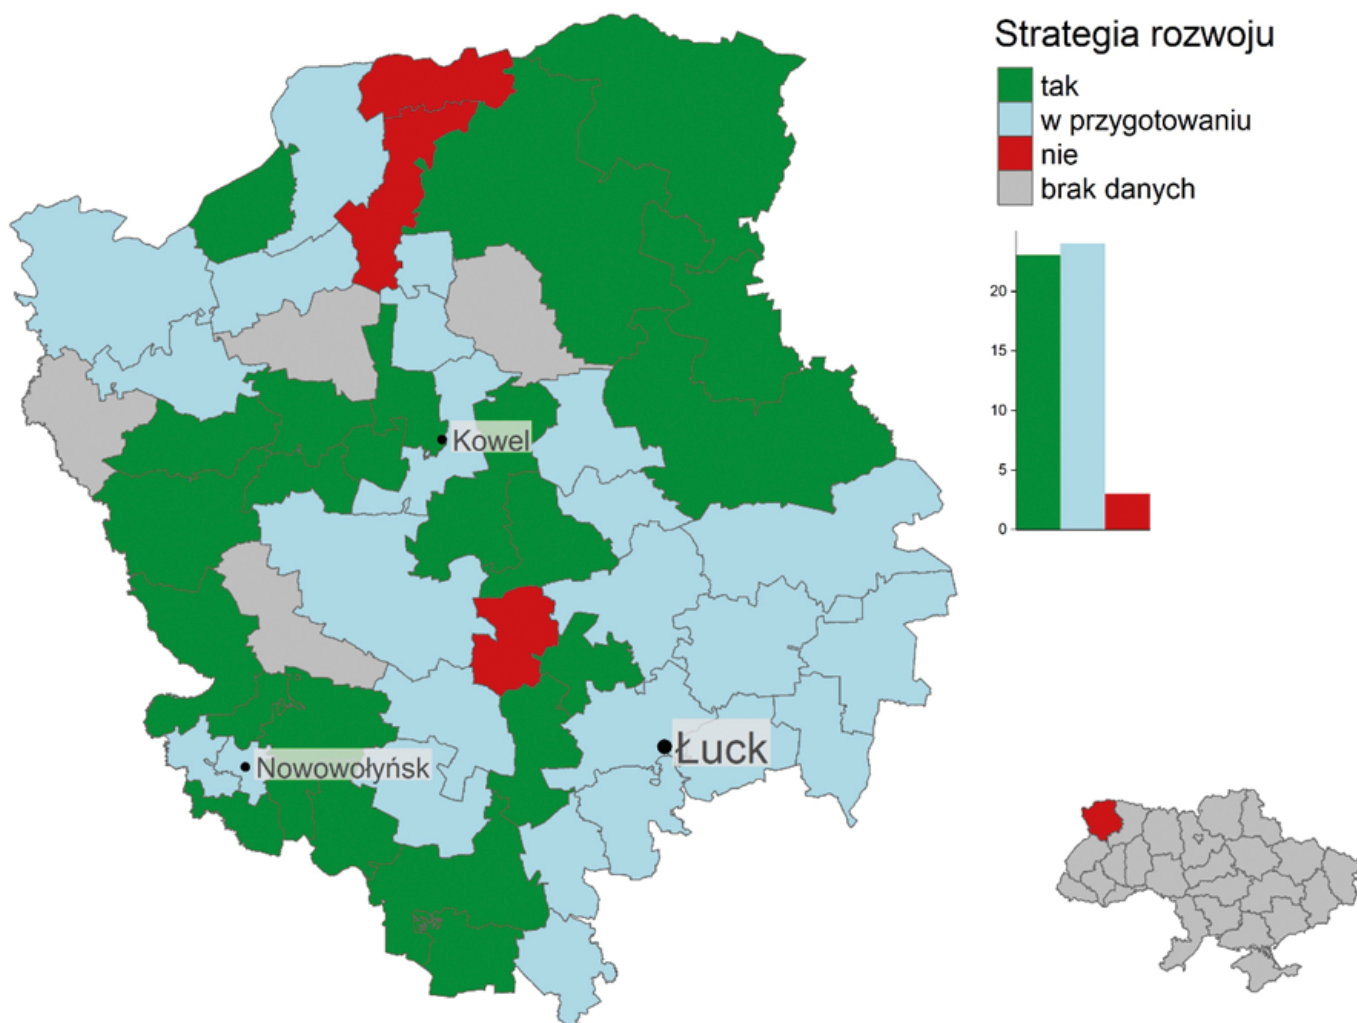 Strategia rozwoju
tak
w przygotowaniu
nie
brak danych
20
15
10
5
0
Kowel
Łuck
Nowowołyńsk